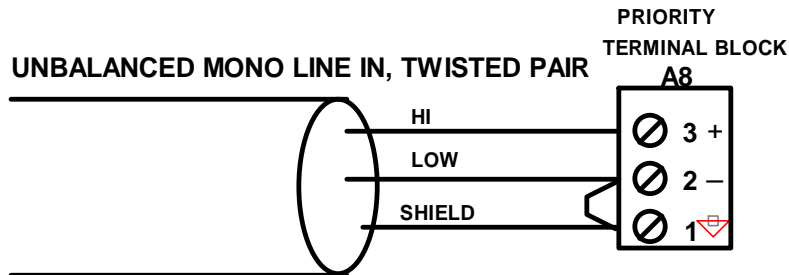 PRIORITY
TERMINAL BLOCK
UNBALANCED MONO LINE IN, TWISTED PAIR
A8
HI
3 +
LOW
2 –
SHIELD
1